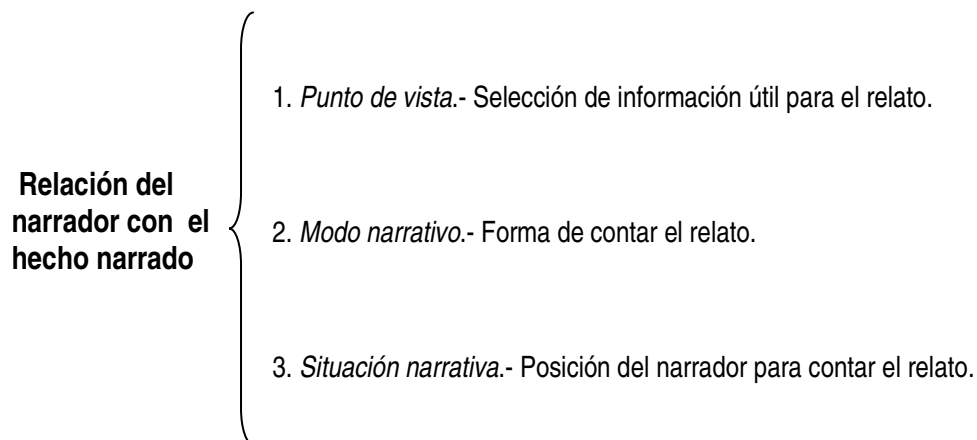 Relación del
narrador con el
hecho narrado
1. Punto de vista.- Selección de información útil para el relato.
2. Modo narrativo.- Forma de contar el relato.
3. Situación narrativa.- Posición del narrador para contar el relato.